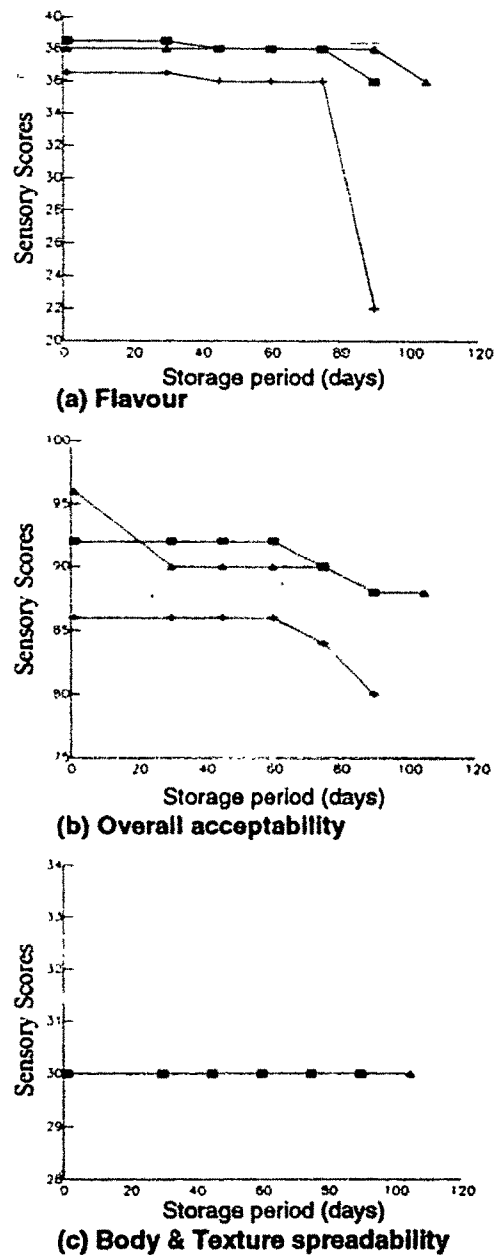 40
38
36
34
32
30
28
26
24
22
20
Sensory Scores
0 20 40 60 80 100 120
Storage period (days)
(a) Flavour
100
95
90
85
80
75
Sensory Scores
0 20 40 60 80 100 120
Storage period (days)
(b) Overall acceptability
34
33
32
31
30
29
28
Sensory Scores
0 20 40 60 80 100 120
Storage period (days)
(c) Body & Texture spreadability